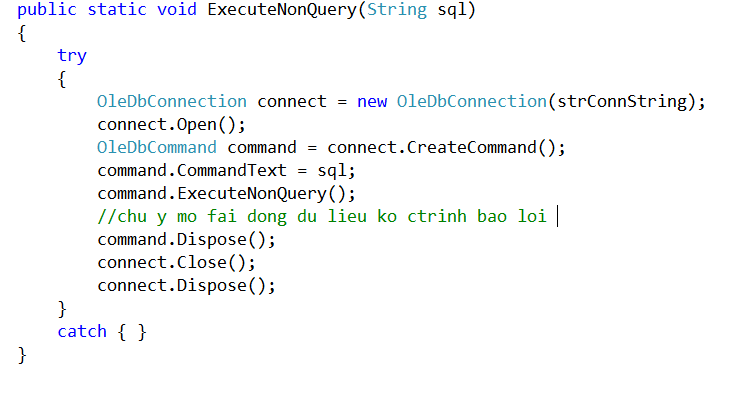 public static void ExecuteNonQuery(String sql)
{
try
{
OleDbConnection connect = new OleDbConnection(strConnString);
connect.Open();
OleDbCommand command = connect.CreateCommand();
command.CommandText = sql;
command.ExecuteNonQuery();
//chu y mo fai dong du lieu ko ctrinh bao loi
command.Dispose();
connect.Close();
connect.Dispose();
}
catch { }
}